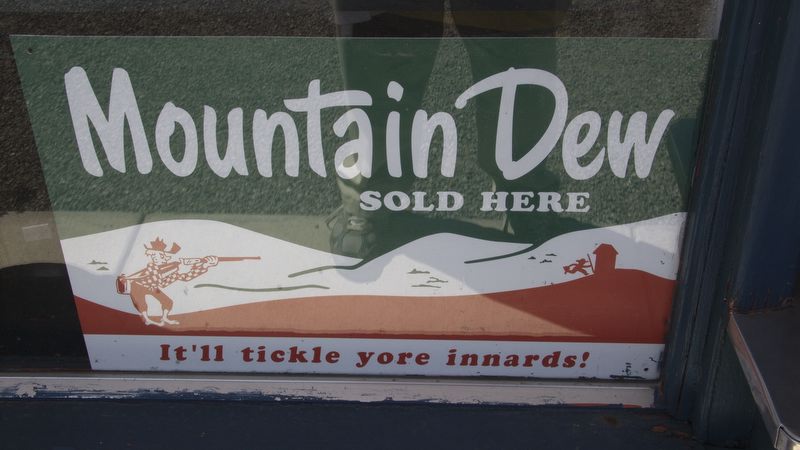 Mountain Dew
SOLD HERE
It'll tickle yore innards!